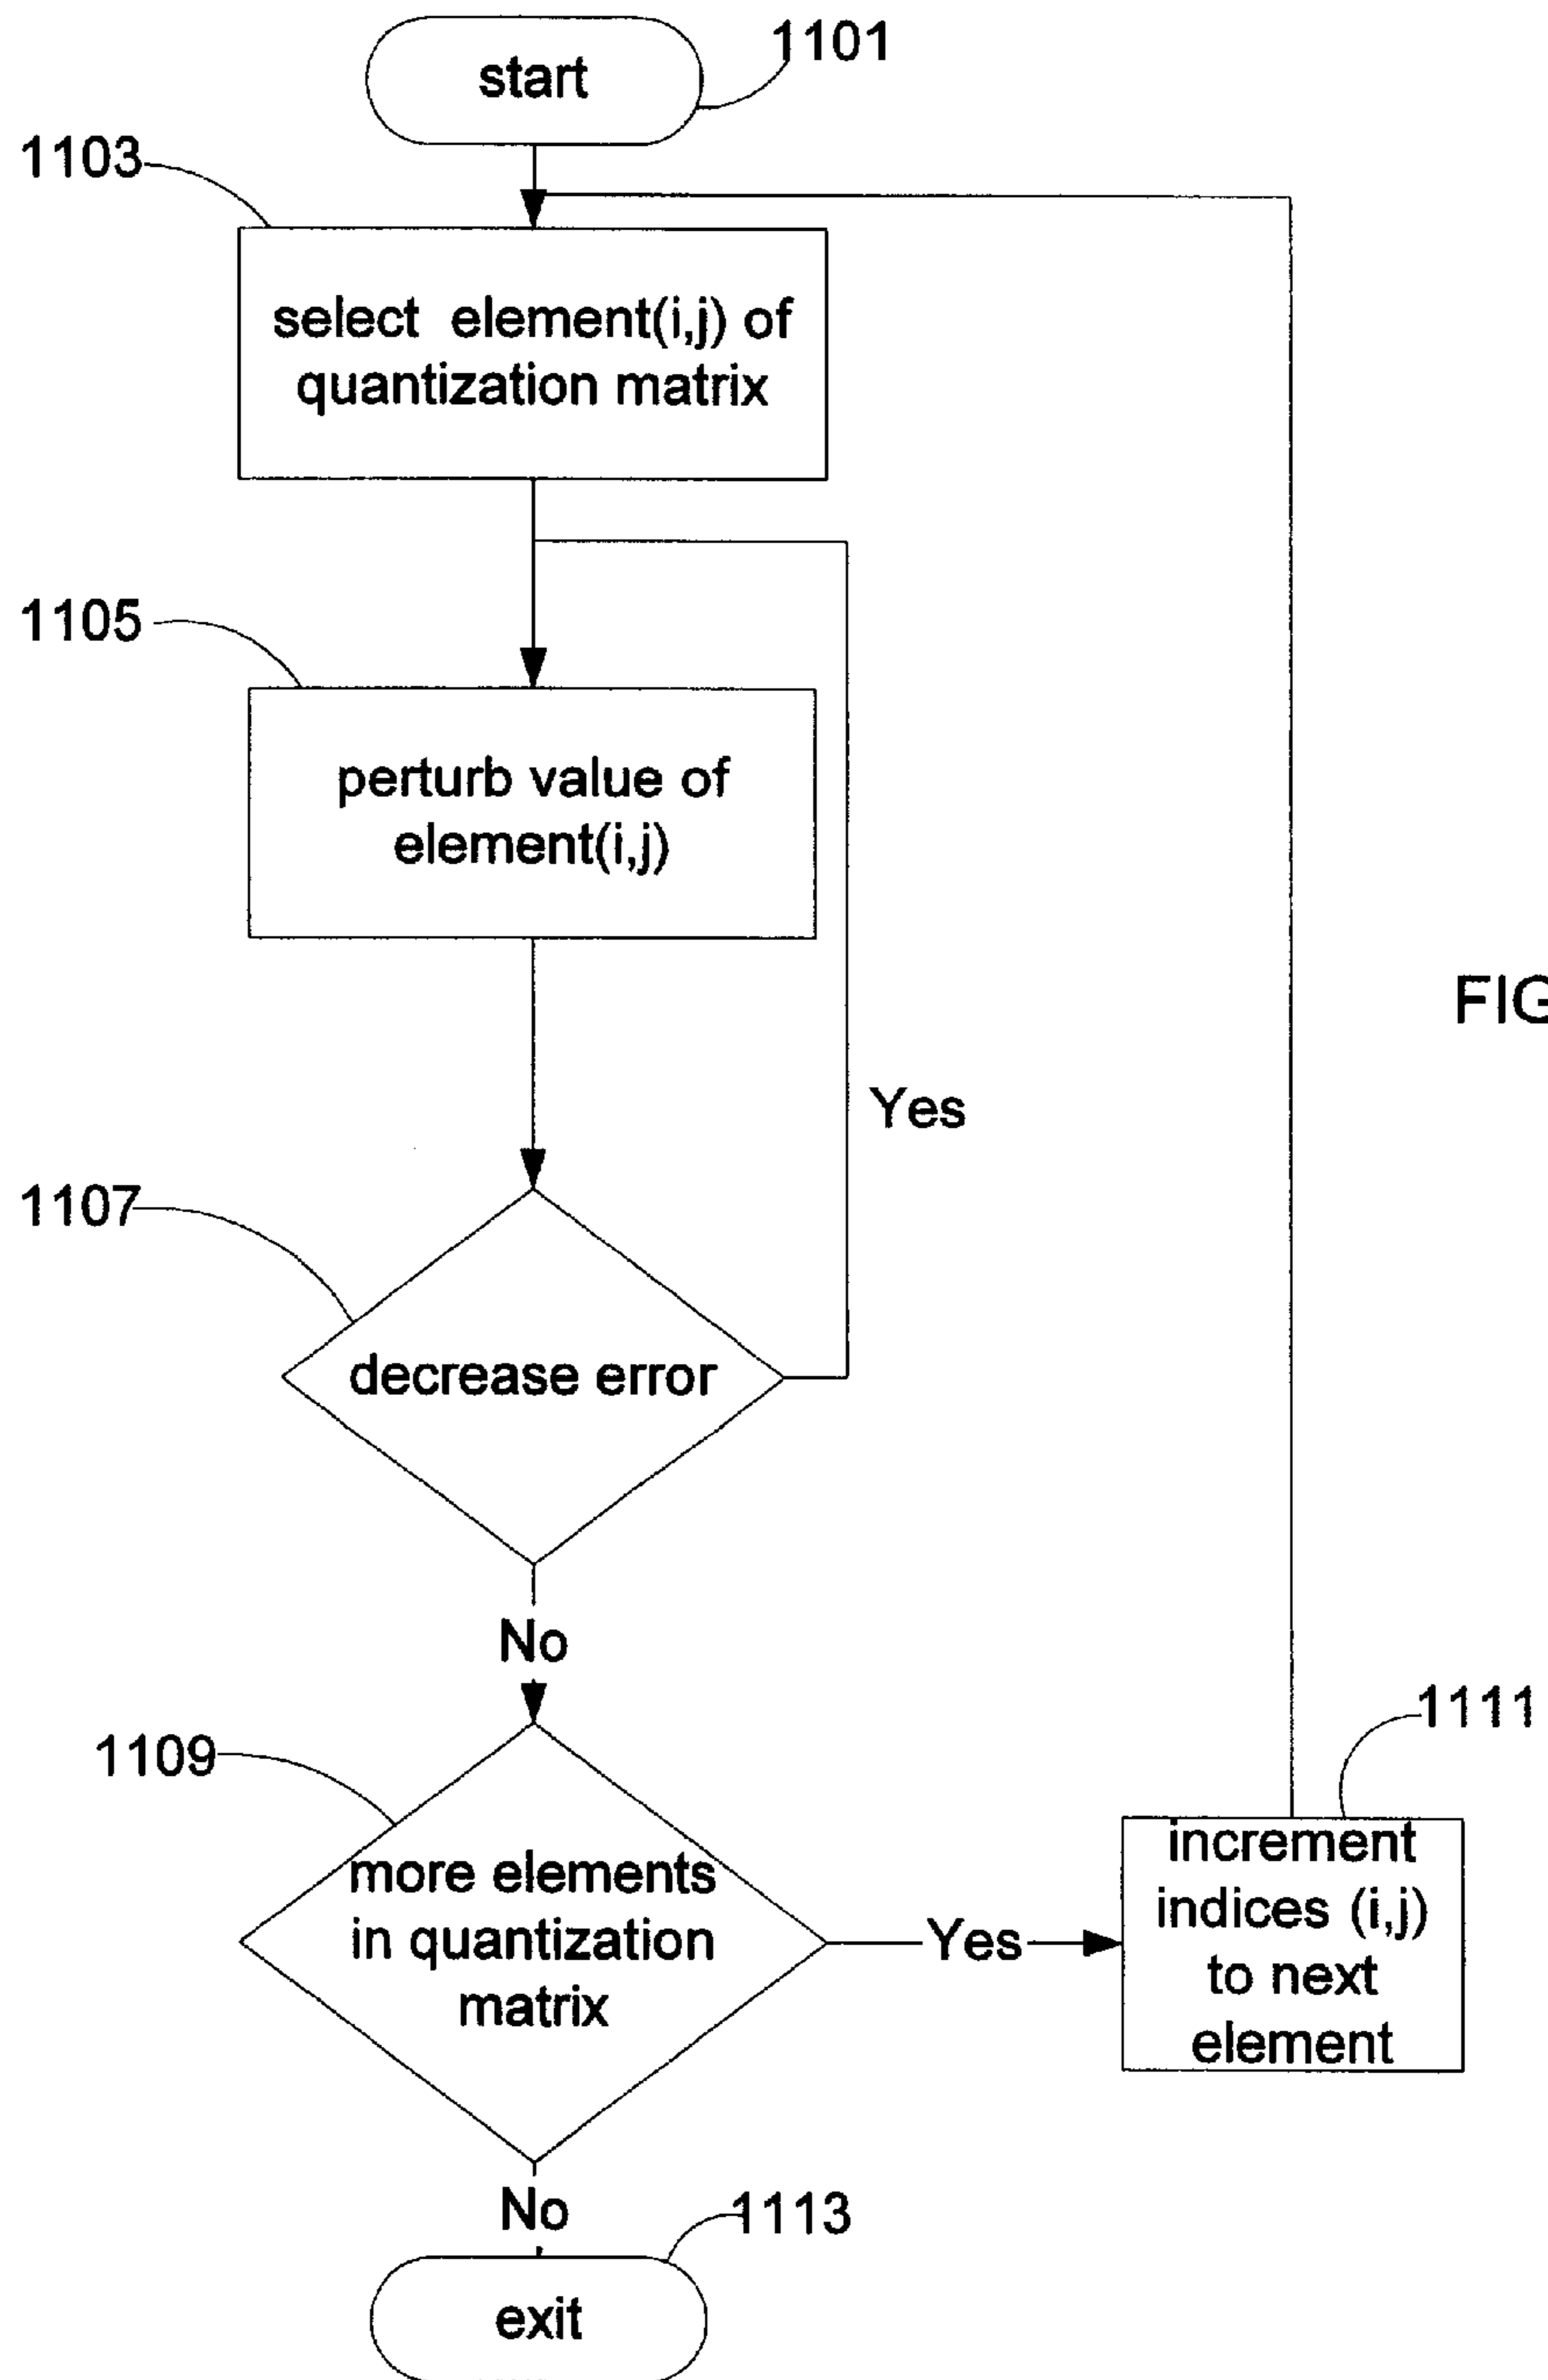 start
1101
1103
select element(i,j) of
quantization matrix
1105
perturb value of
element(i,j)
FIG
Yes
1107
decrease error
No
1109
1111
more elements
in quantization
matrix
Yes
increment
indices (i,j)
to next
element
No
1113
exit